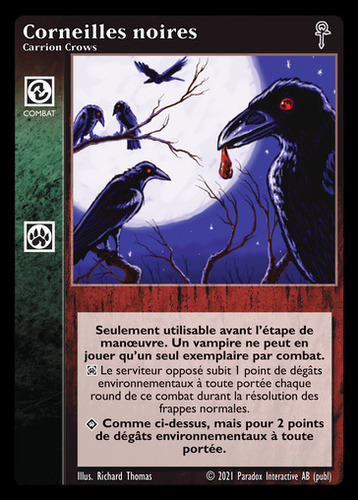 Corneilles noires
Carrion Crows
COMBAT
Seulement utilisable avant l'étape de
manœuvre. Un vampire ne peut en
jouer qu'un seul exemplaire par combat.
Le serviteur opposé subit 1 point de dégâts
environnementaux à toute portée chaque
round de ce combat durant la résolution des
frappes normales.
Comme ci-dessus, mais pour 2 points
de dégâts environnementaux à toute
portée.
Illus. Richard Thomas © 2021 Paradox Interactive AB (publ)